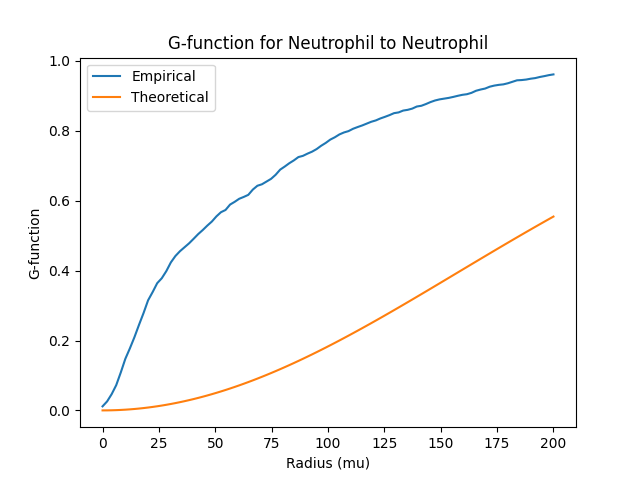 G-function for Neutrophil to Neutrophil
Empirical
Theoretical
1.0
0.8
0.6
0.4
0.2
0.0
G-function
0 25 50 75 100 125 150 175 200
Radius (mu)